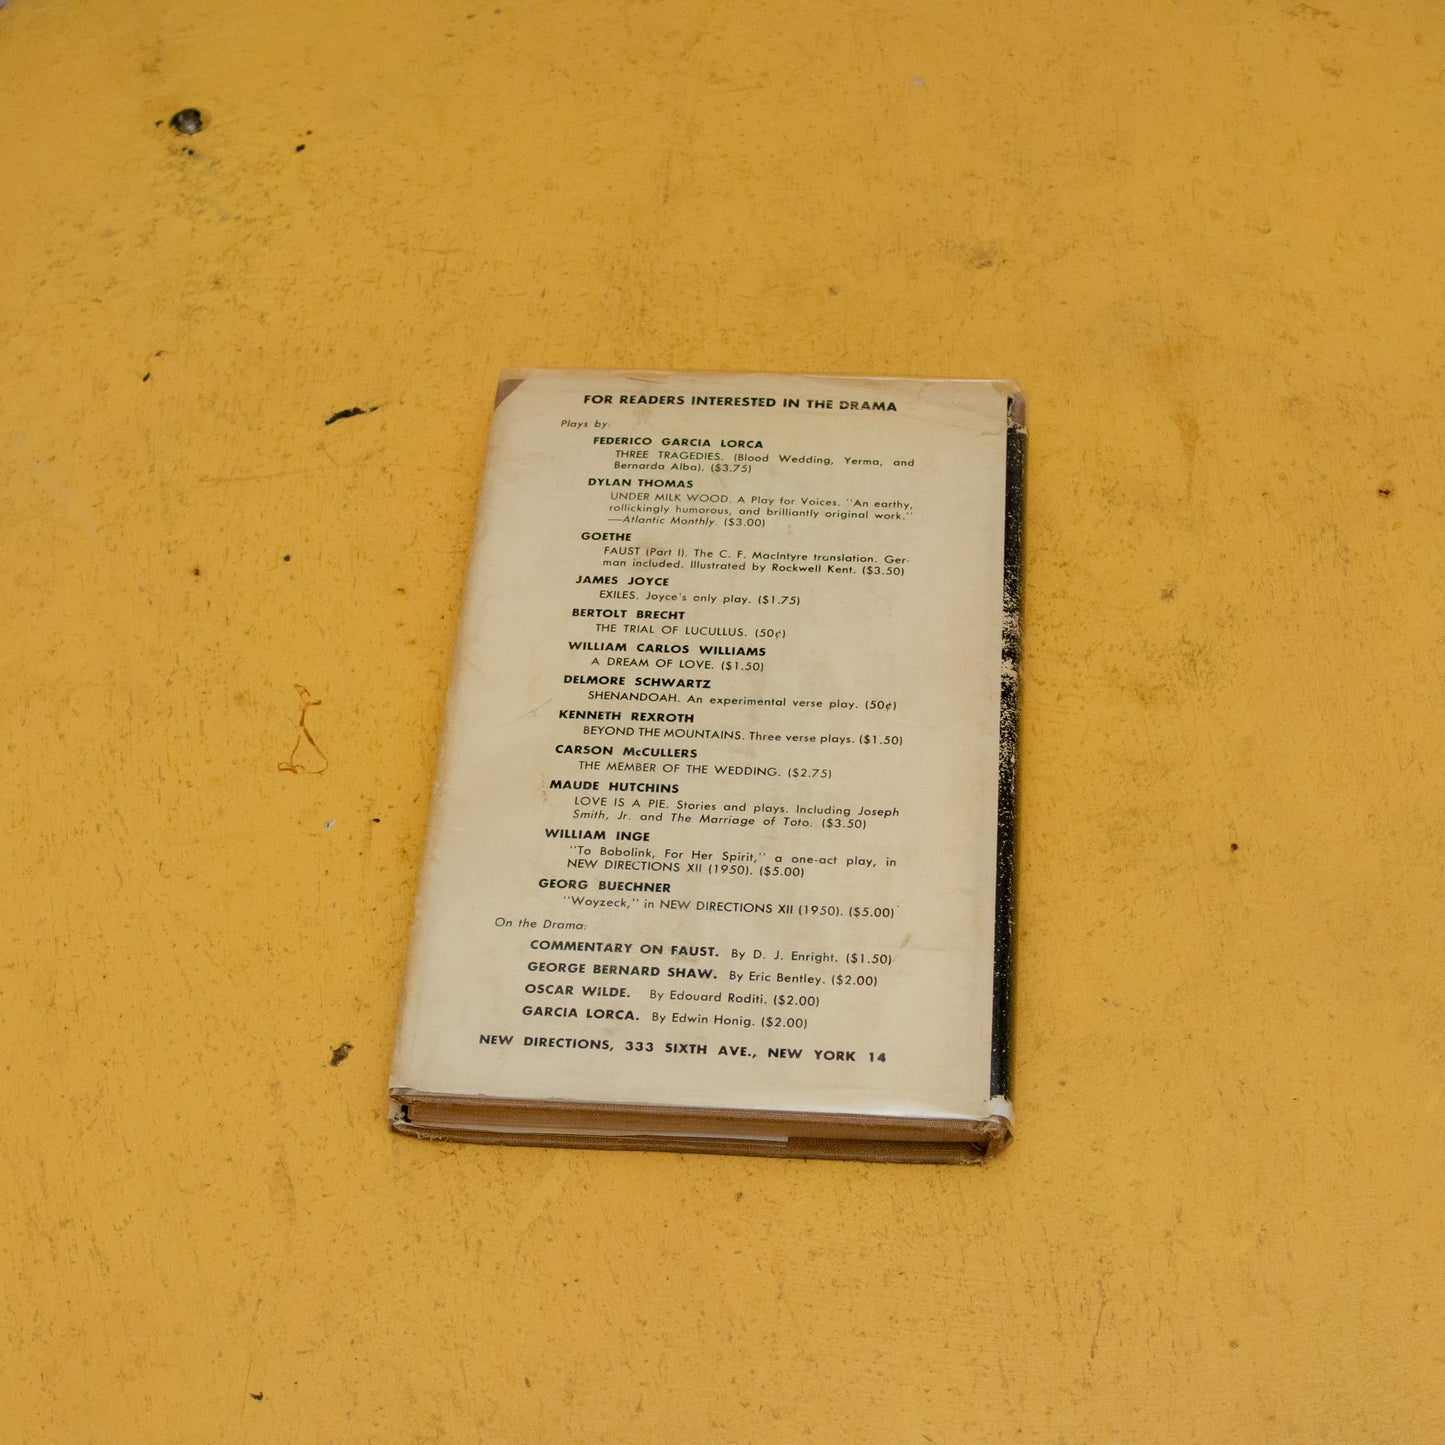 FOR READERS INTERESTED IN THE DRAMA
Plays by:
FEDERICO GARCIA LORCA
THREE TRAGEDIES. (Blood Wedding, Yerma, and
Bernarda Alba). ($3.75)
DYLAN THOMAS
UNDER MILK WOOD. A Play for Voices. "An earthy,
rollickingly humorous, and brilliantly original work."
—Atlantic Monthly. ($3.00)
GOETHE
FAUST (Part I). The C. F. MacIntyre translation. Ger-
man included. Illustrated by Rockwell Kent. ($3.50)
JAMES JOYCE
EXILES. Joyce's only play. ($1.75)
BERTOLT BRECHT
THE TRIAL OF LUCULLUS. (50¢)
WILLIAM CARLOS WILLIAMS
A DREAM OF LOVE. ($1.50)
DELMORE SCHWARTZ
SHENANDOAH. An experimental verse play. (50¢)
KENNETH REXROTH
BEYOND THE MOUNTAINS. Three verse plays. ($1.50)
CARSON McCULLERS
THE MEMBER OF THE WEDDING. ($2.75)
MAUDE HUTCHINS
LOVE IS A PIE. Stories and plays. Including Joseph
Smith, Jr. and The Marriage of Toto. ($3.50)
WILLIAM INGE
"To Bobolink, For Her Spirit," a one-act play, in
NEW DIRECTIONS XII (1950). ($5.00)
GEORG BUECHNER
"Woyzeck," in NEW DIRECTIONS XII (1950). ($5.00)
On the Drama:
COMMENTARY ON FAUST. By D. J. Enright. ($1.50)
GEORGE BERNARD SHAW. By Eric Bentley. ($2.00)
OSCAR WILDE. By Edouard Roditi. ($2.00)
GARCIA LORCA. By Edwin Honig. ($2.00)
NEW DIRECTIONS, 333 SIXTH AVE., NEW YORK 14